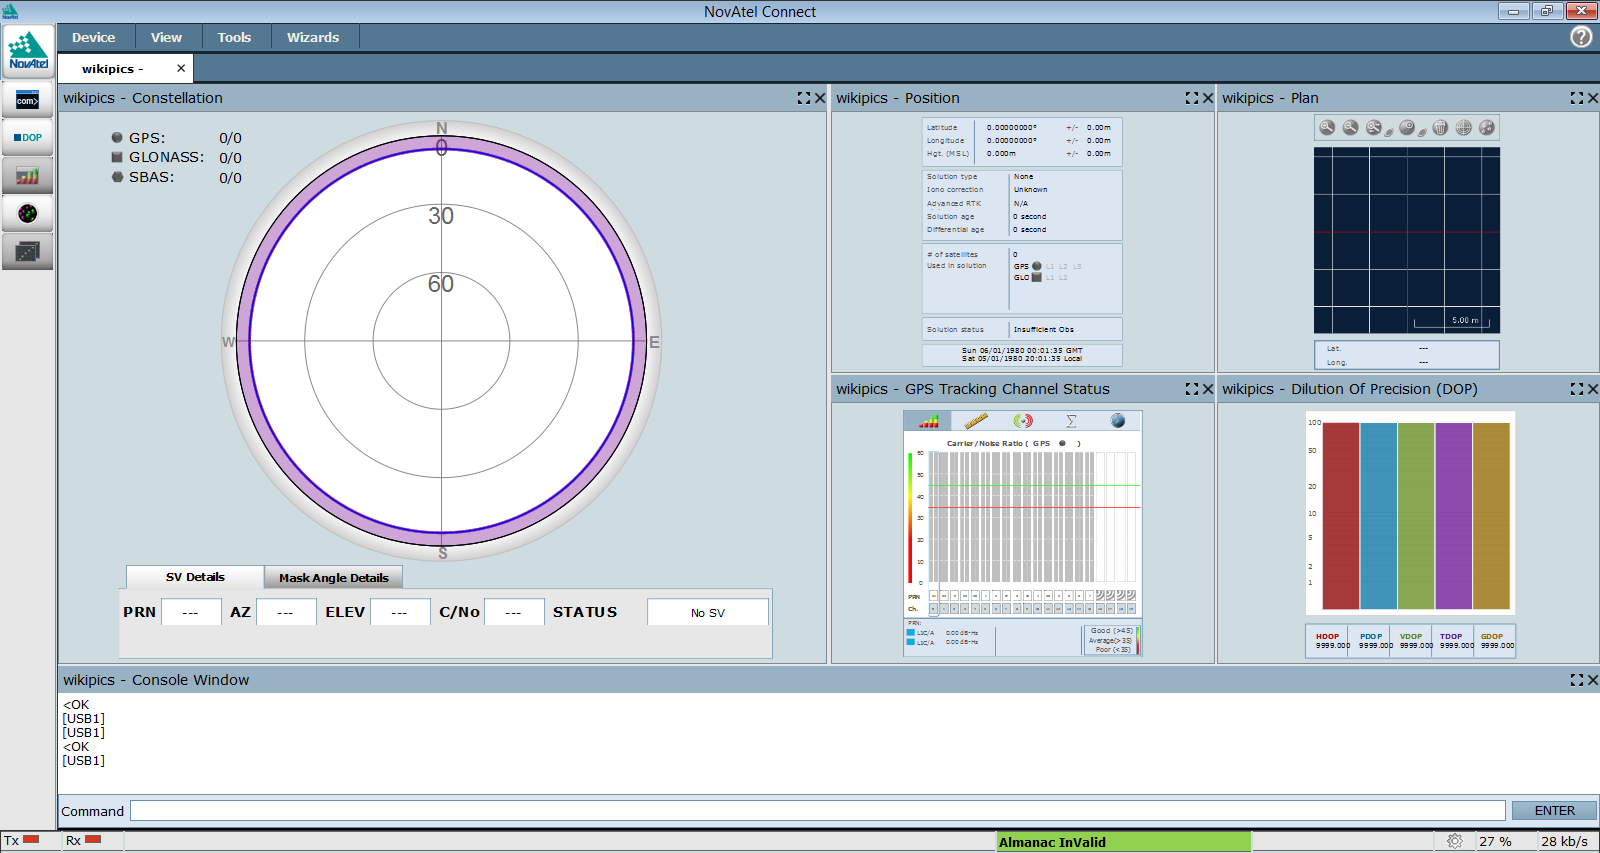 NovAtel Connect
NovAtel
Device View Tools Wizards
wikipics -
com>
DOP
wikipics - Constellation
GPS: 0/0
GLONASS: 0/0
SBAS: 0/0
N
0
30
60
W
E
S
SV Details Mask Angle Details
PRN --- AZ --- ELEV --- C/No --- STATUS No SV
wikipics - Position
Latitude 0.00000000° +/- 0.00m
Longitude 0.00000000° +/- 0.00m
Hgt. (MSL) 0.000m +/- 0.00m
Solution type None
Iono correction Unknown
Advanced RTK N/A
Solution age 0 second
Differential age 0 second
# of satellites 0
Used in solution GPS L1 L2 L5
GLO L1 L2
Solution status Insufficient Obs
Sun 06/01/1980 00:01:35 GMT
Sat 05/01/1980 20:01:35 Local
wikipics - Plan
5.00 m
Lat. ---
Long. ---
wikipics - GPS Tracking Channel Status
Carrier/Noise Ratio ( GPS )
60
50
40
30
20
10
0
PRN
Ch.
PRN:
L1C/A 0.00 dB-Hz
L1C/A 0.00 dB-Hz
Good (>45)
Average(>35)
Poor (<35)
wikipics - Dilution Of Precision (DOP)
100
50
20
10
5
2
1
HDOP PDOP VDOP TDOP GDOP
9999.000 9999.000 9999.000 9999.000 9999.000
wikipics - Console Window
<OK
[USB1]
[USB1]
<OK
[USB1]
Command ENTER
Tx Rx Almanac InValid 27 % 28 kb/s